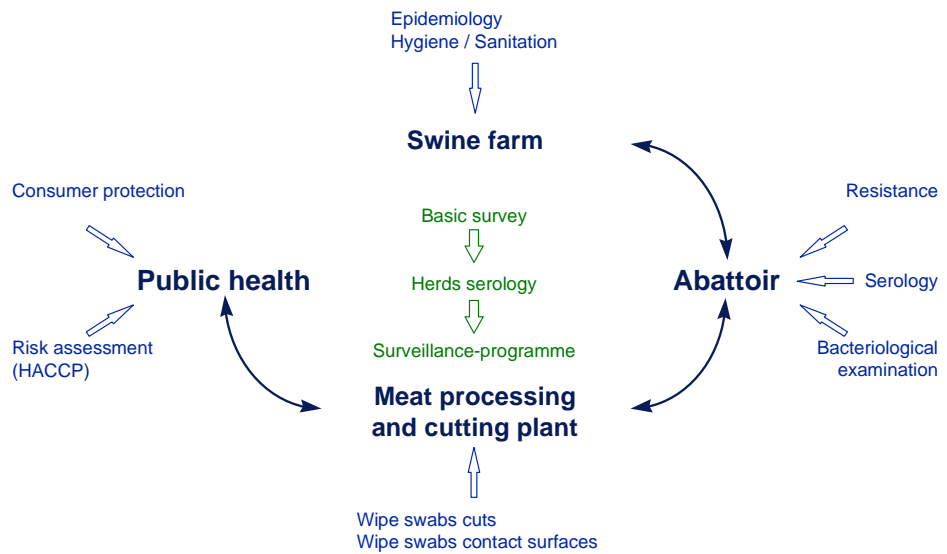 Epidemiology
Hygiene / Sanitation
Swine farm
Consumer protection
Resistance
Basic survey
Public health
Herds serology
Abattoir
Serology
Risk assessment
(HACCP)
Surveillance-programme
Bacteriological
examination
Meat processing
and cutting plant
Wipe swabs cuts
Wipe swabs contact surfaces